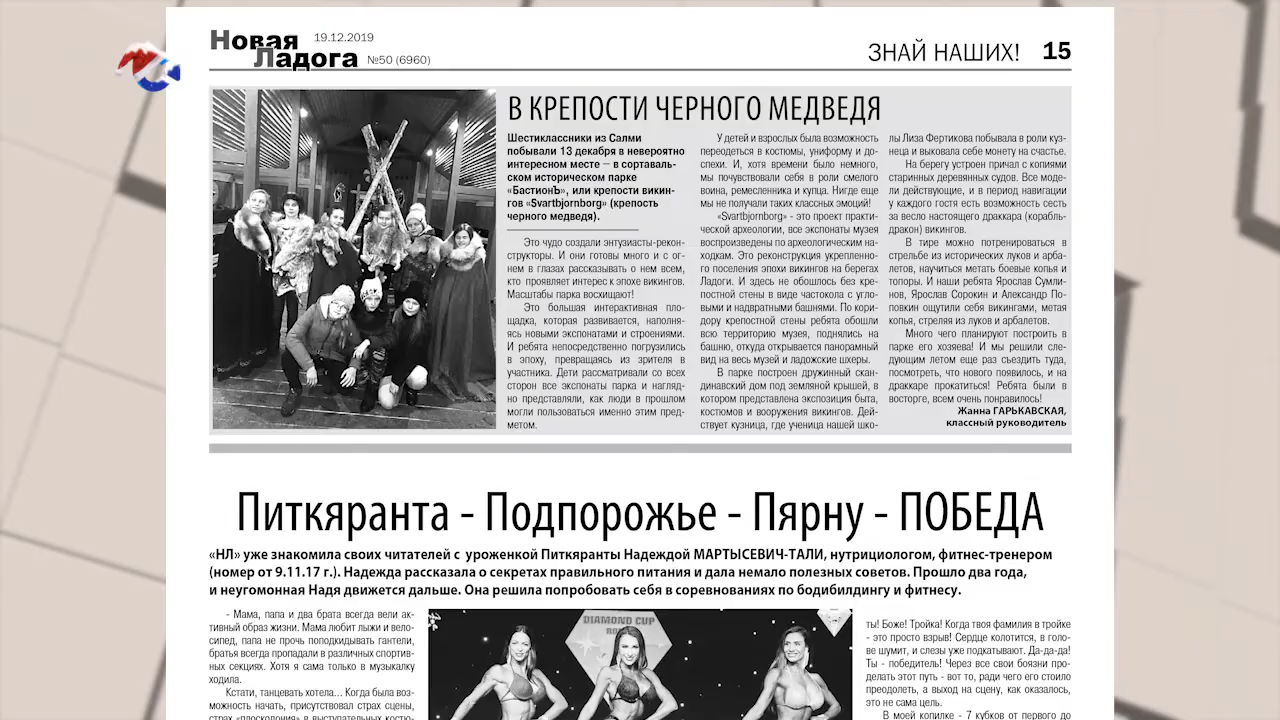 Новая
Ладога
19.12.2019
№50 (6960)
ЗНАЙ НАШИХ! 15
В КРЕПОСТИ ЧЕРНОГО МЕДВЕДЯ
Шестиклассники из Салми
побывали 13 декабря в невероятно
интересном месте – в сортаваль-
ском историческом парке
«БастионЪ», или крепости викин-
гов «Svartbjornborg» (крепость
черного медведя).
Это чудо создали энтузиасты-рекон-
структоры. И они готовы много и с ог-
нем в глазах рассказывать о нем всем,
кто проявляет интерес к эпохе викингов.
Масштабы парка восхищают!
Это большая интерактивная пло-
щадка, которая развивается, наполня-
ясь новыми экспонатами и строениями.
И ребята непосредственно погрузились
в эпоху, превращаясь из зрителя в
участника. Дети рассматривали со всех
сторон все экспонаты парка и нагляд-
но представляли, как люди в прошлом
могли пользоваться именно этим пред-
метом.
У детей и взрослых была возможность
переодеться в костюмы, униформу и до-
спехи. И, хотя времени было немного,
мы почувствовали себя в роли смелого
воина, ремесленника и купца. Нигде еще
мы не получали таких классных эмоций!
«Svartbjornborg» - это проект практи-
ческой археологии, все экспонаты музея
воспроизведены по археологическим на-
ходкам. Это реконструкция укрепленно-
го поселения эпохи викингов на берегах
Ладоги. И здесь не обошлось без кре-
постной стены в виде частокола с угло-
выми и надвратными башнями. По кори-
дору крепостной стены ребята обошли
всю территорию музея, поднялись на
башню, откуда открывается панорамный
вид на весь музей и ладожские шхеры.
В парке построен дружинный скан-
динавский дом под земляной крышей, в
котором представлена экспозиция быта,
костюмов и вооружения викингов. Дей-
ствует кузница, где ученица нашей шко-
лы Лиза Фертикова побывала в роли куз-
неца и выковала себе монету на счастье.
На берегу устроен причал с копиями
старинных деревянных судов. Все моде-
ли действующие, и в период навигации
у каждого гостя есть возможность сесть
за весло настоящего драккара (корабль-
дракон) викингов.
В тире можно потренироваться в
стрельбе из исторических луков и арба-
летов, научиться метать боевые копья и
топоры. И наши ребята Ярослав Сумли-
нов, Ярослав Сорокин и Александр По-
повкин ощутили себя викингами, метая
копья, стреляя из луков и арбалетов.
Много чего планируют построить в
парке его хозяева! И мы решили сле-
дующим летом еще раз съездить туда,
посмотреть, что нового появилось, и на
драккаре прокатиться! Ребята были в
восторге, всем очень понравилось!
Жанна ГАРЬКАВСКАЯ,
классный руководитель
Питкяранта - Подпорожье - Пярну - ПОБЕДА
«НЛ» уже знакомила своих читателей с уроженкой Питкяранты Надеждой МАРТЫСЕВИЧ-ТАЛИ, нутрициологом, фитнес-тренером
(номер от 9.11.17 г.). Надежда рассказала о секретах правильного питания и дала немало полезных советов. Прошло два года,
и неугомонная Надя движется дальше. Она решила попробовать себя в соревнованиях по бодибилдингу и фитнесу.
- Мама, папа и два брата всегда вели ак-
тивный образ жизни. Мама любит лыжи и вело-
сипед, папа не прочь поподкидывать гантели,
братья всегда пропадали в различных спортив-
ных секциях. Хотя я сама только в музыкалку
ходила.
Кстати, танцевать хотела... Когда была воз-
можность начать, присутствовал страх сцены,
страх «плоскодония» в выступательных костю-
DIAMOND CUP
ты! Боже! Тройка! Когда твоя фамилия в тройке
- это просто взрыв! Сердце колотится, в голо-
ве шумит, и слезы уже подкатывают. Да-да-да!
Ты - победитель! Через все свои боязни про-
делать этот путь - вот то, ради чего его стоило
преодолеть, а выход на сцену, как оказалось,
это не сама цель.
В моей копилке - 7 кубков от первого до